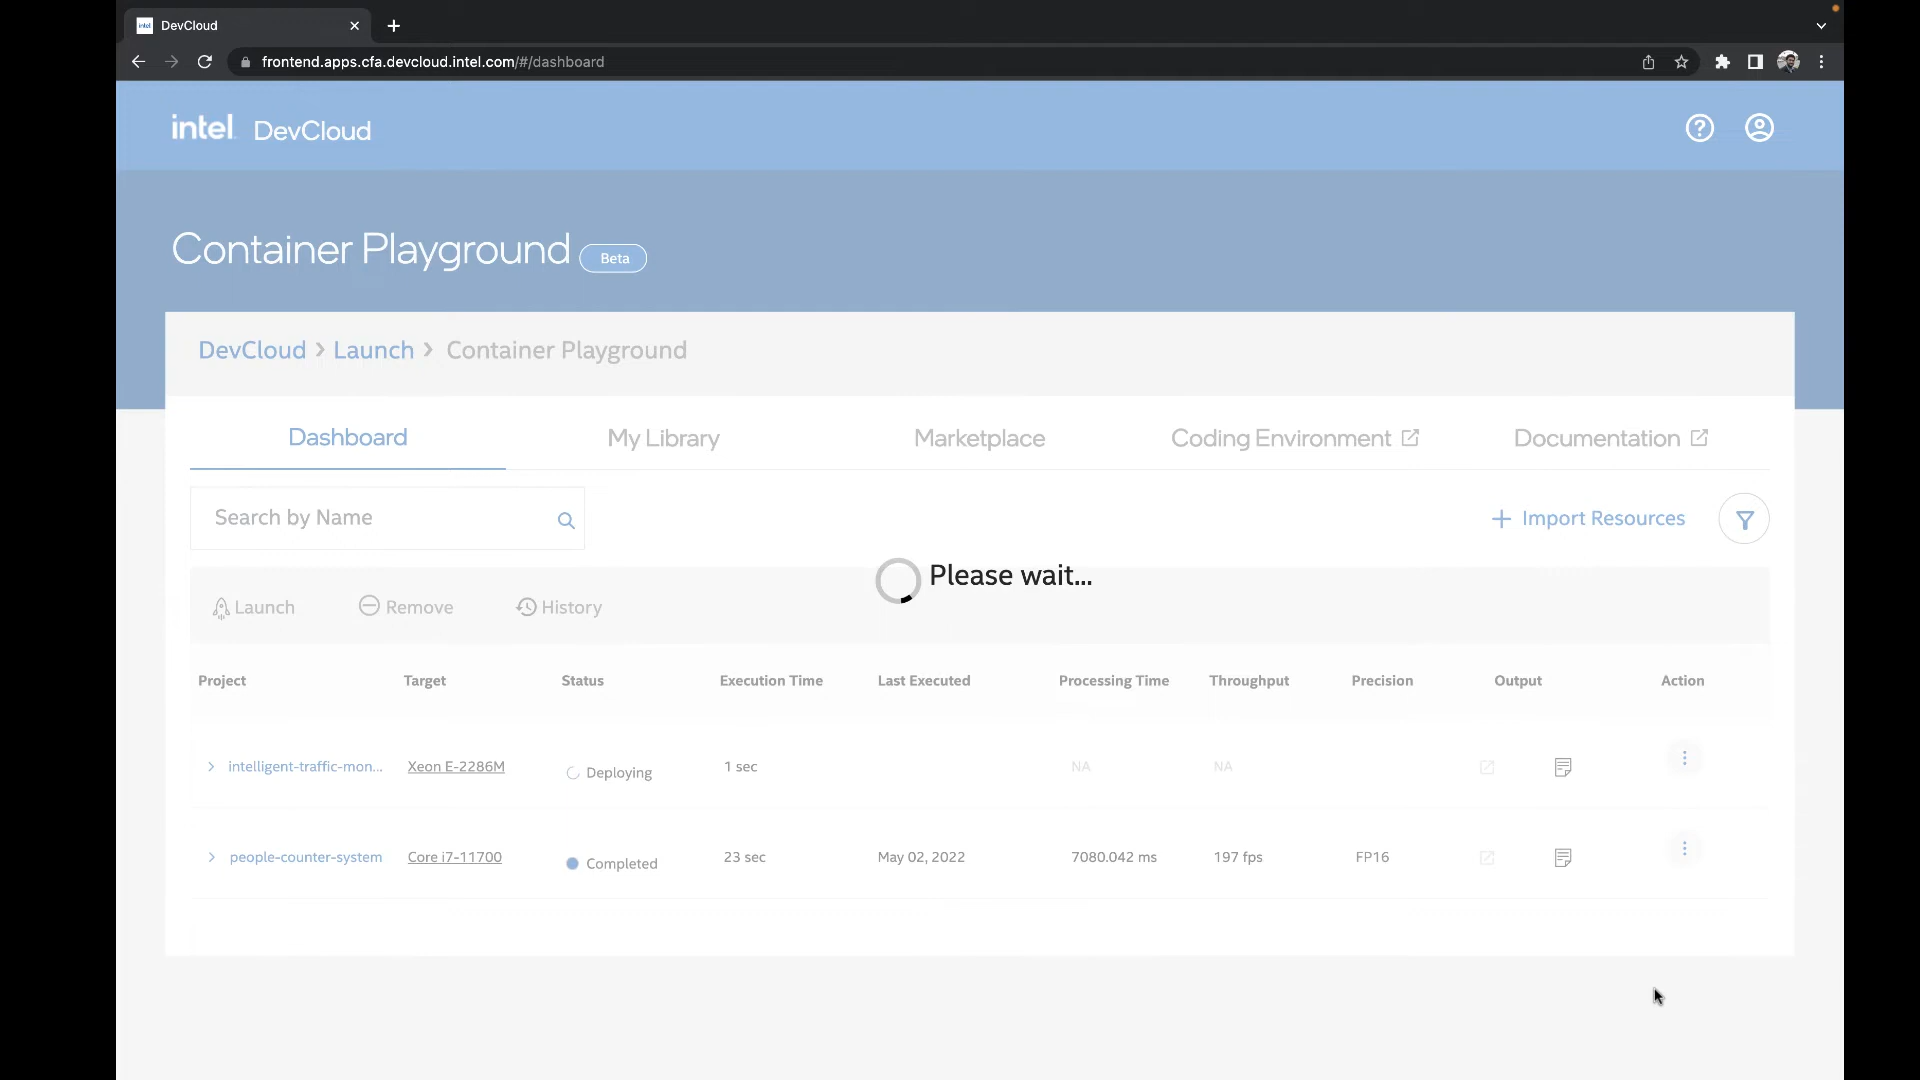 DevCloud
frontend.apps.cfa.devcloud.intel.com/#/dashboard
intel DevCloud
Container Playground Beta
DevCloud > Launch > Container Playground
Dashboard My Library Marketplace Coding Environment Documentation
Search by Name
+ Import Resources
Please wait...
Launch Remove History
Project Target Status Execution Time Last Executed Processing Time Throughput Precision Output Action
intelligent-traffic-mon... Xeon E-2286M Deploying 1 sec NA NA
people-counter-system Core i7-11700 Completed 23 sec May 02, 2022 7080.042 ms 197 fps FP16